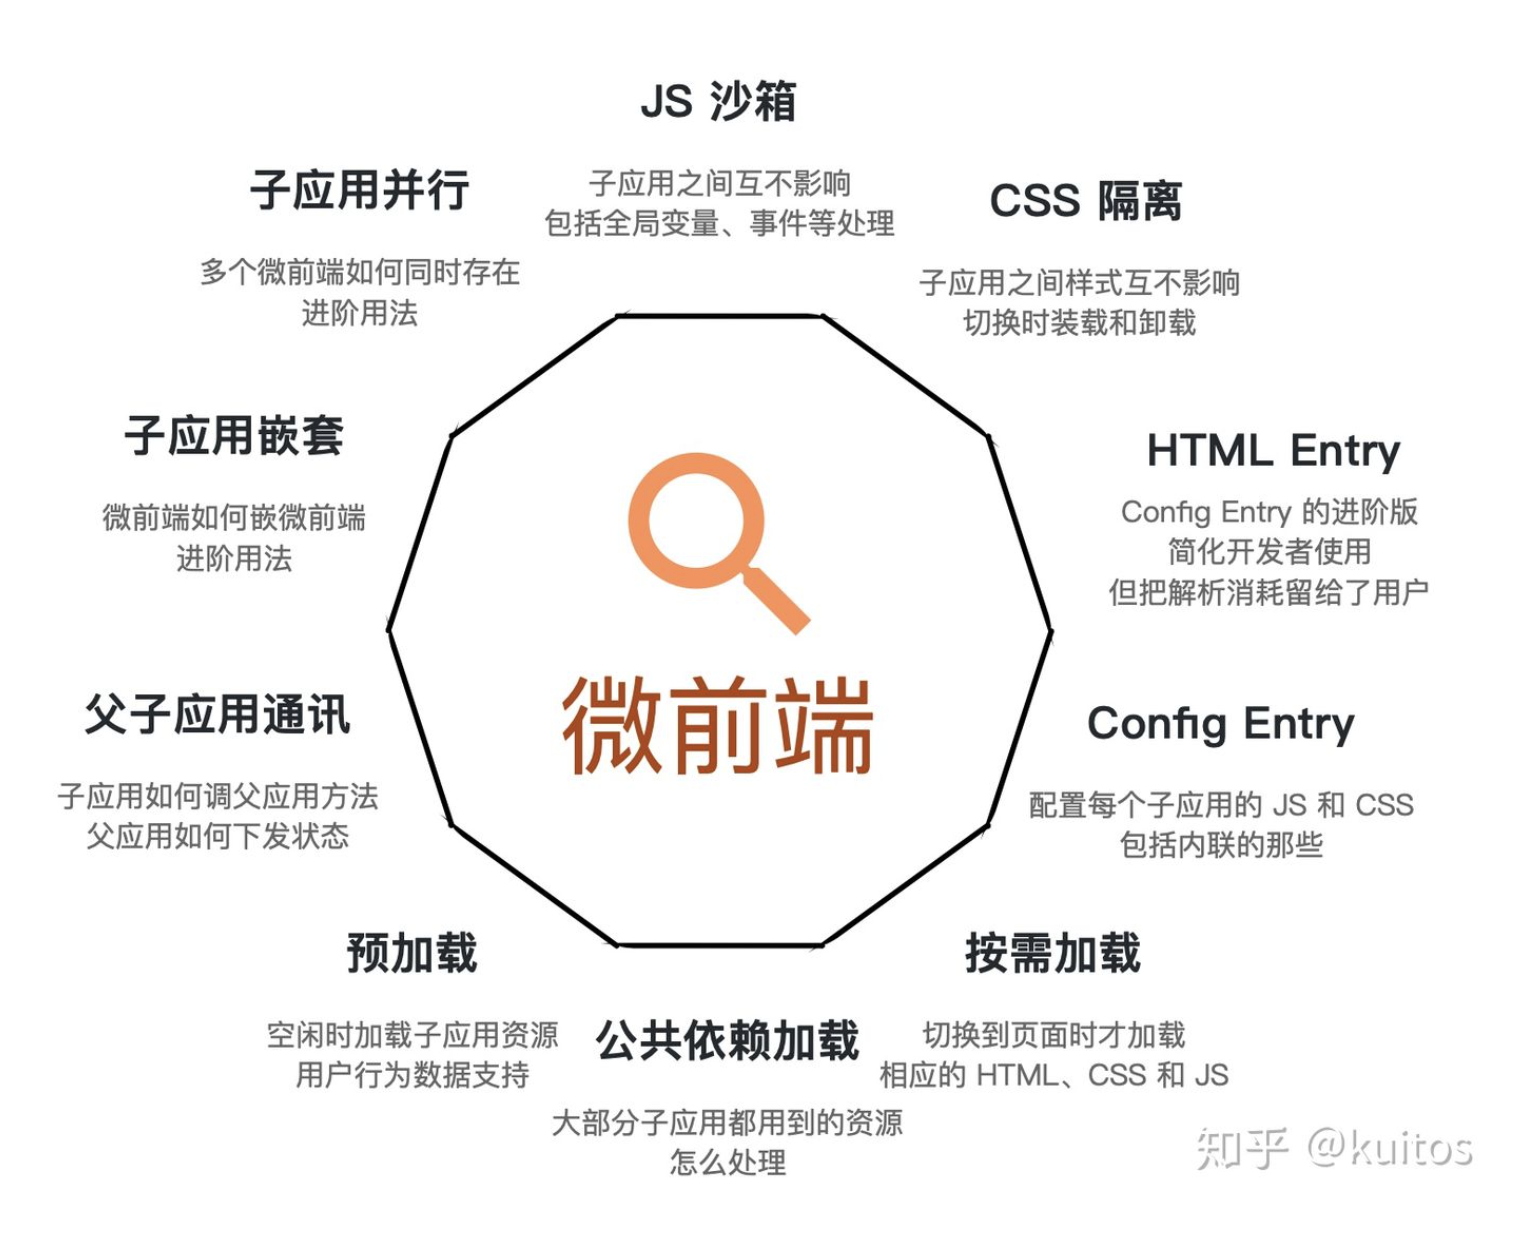 JS 沙箱
子应用之间互不影响
包括全局变量、事件等处理
CSS 隔离
子应用之间样式互不影响
切换时装载和卸载
HTML Entry
Config Entry 的进阶版
简化开发者使用
但把解析消耗留给了用户
Config Entry
配置每个子应用的 JS 和 CSS
包括内联的那些
按需加载
切换到页面时才加载
相应的 HTML、CSS 和 JS
公共依赖加载
大部分子应用都用到的资源
怎么处理
预加载
空闲时加载子应用资源
用户行为数据支持
父子应用通讯
子应用如何调父应用方法
父应用如何下发状态
子应用嵌套
微前端如何嵌微前端
进阶用法
子应用并行
多个微前端如何同时存在
进阶用法
微前端
知乎 @kuitos